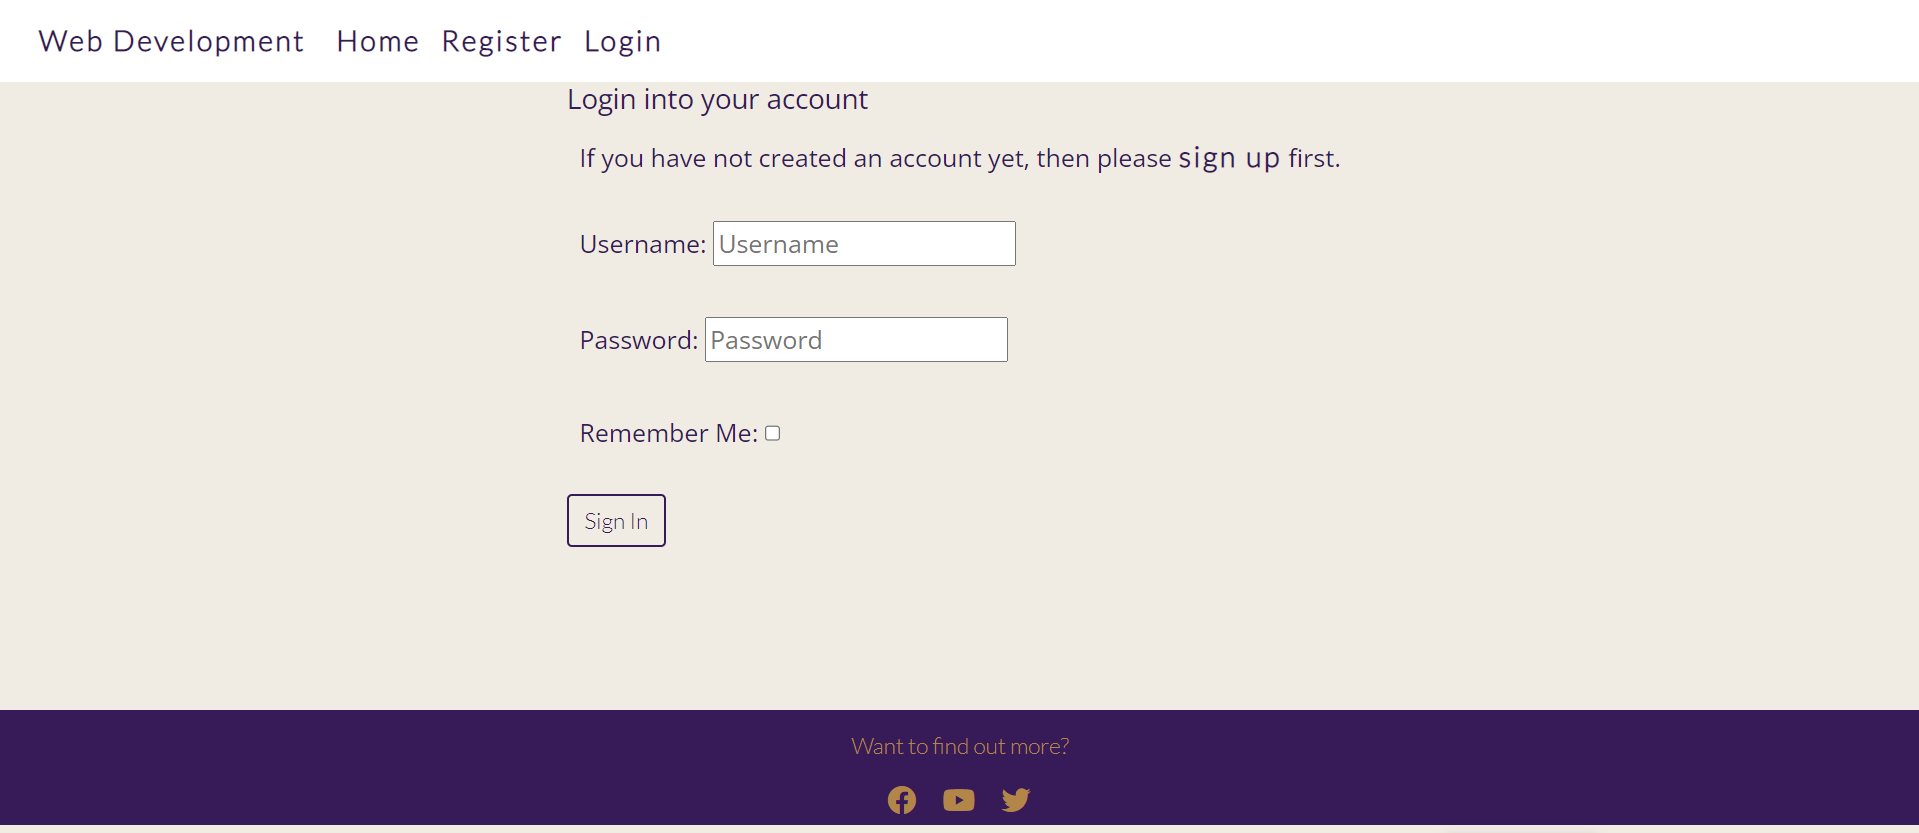 Web Development Home Register Login
Login into your account
If you have not created an account yet, then please sign up first.
Username: Username
Password: Password
Remember Me:
Sign In
Want to find out more?